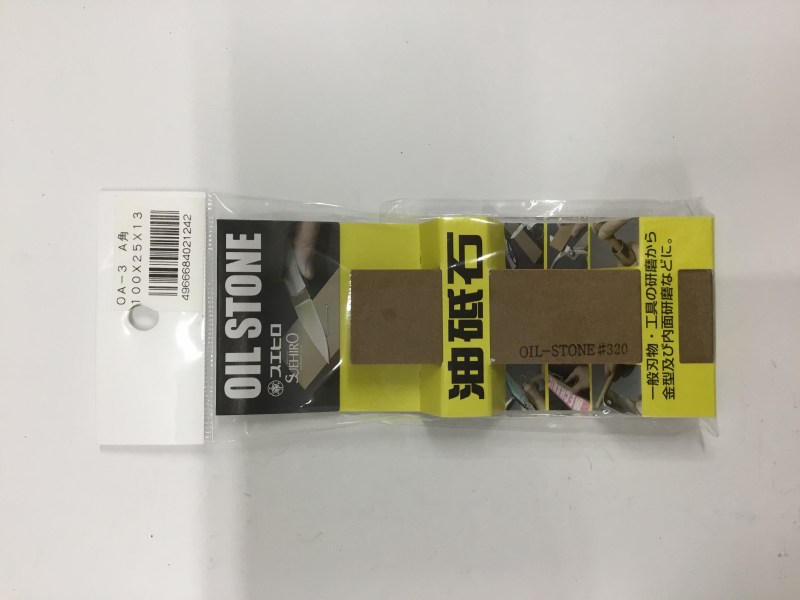 OA-3 A角
100X25X13
4966684021242
OIL STONE
スエヒロ
SUEHIRO
油砥石
OIL-STONE #320
一般刃物・工具の研磨から
金型及び内面研磨などに。